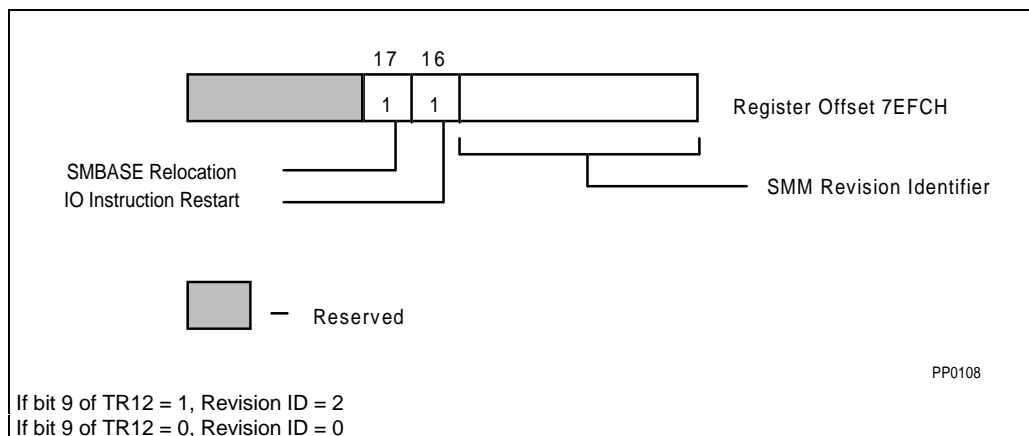 17 16
1 1
Register Offset 7EFCH
SMBASE Relocation
IO Instruction Restart
SMM Revision Identifier
Reserved
PP0108
If bit 9 of TR12 = 1, Revision ID = 2
If bit 9 of TR12 = 0, Revision ID = 0